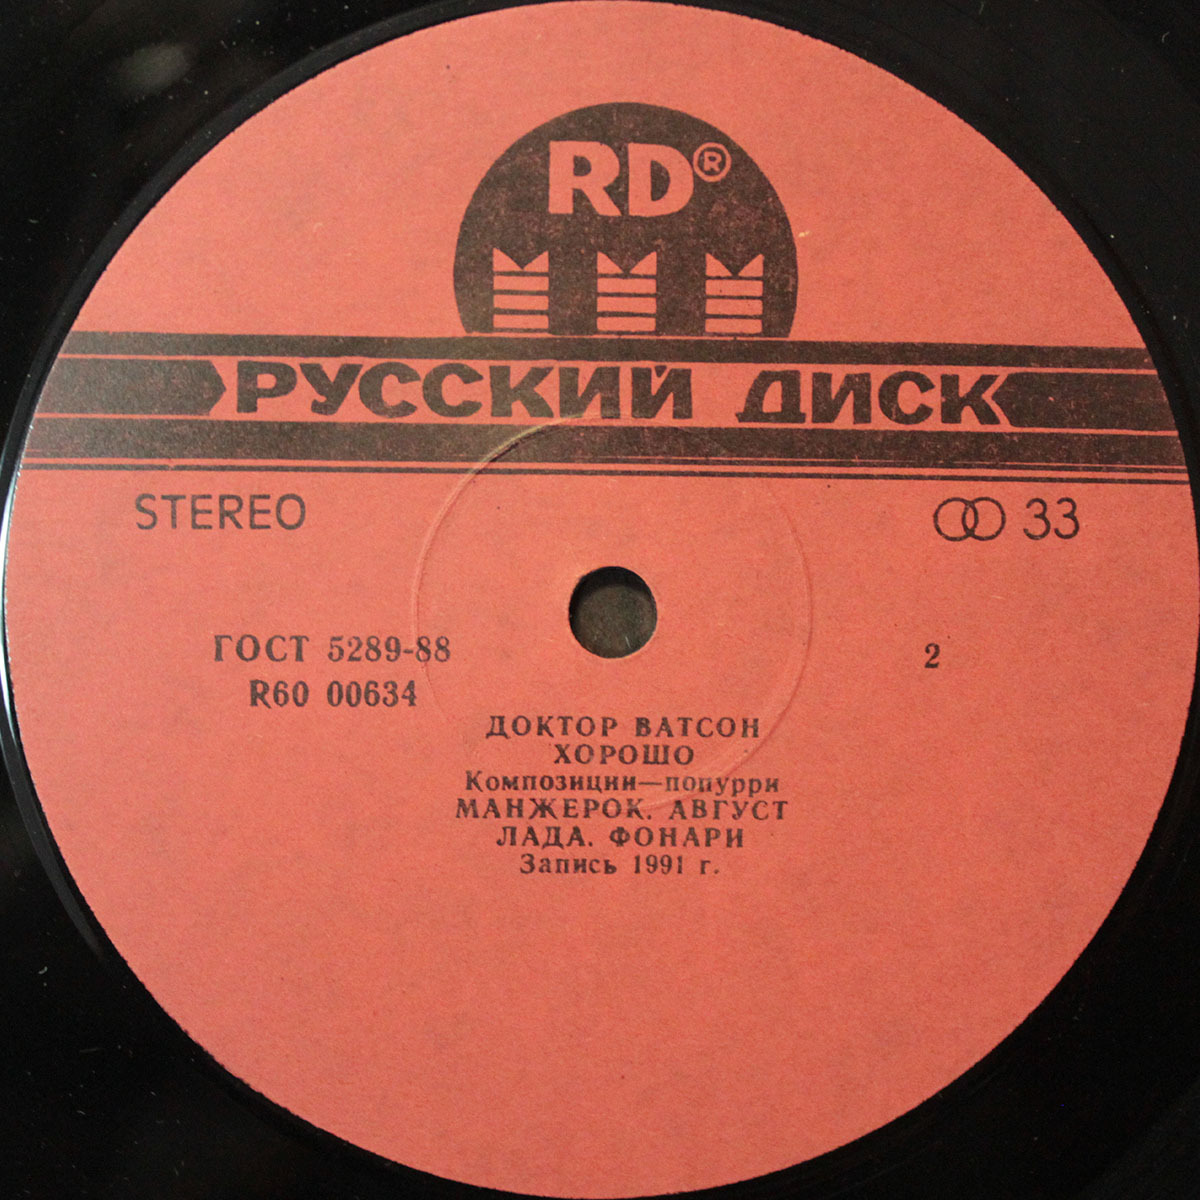 RD®
РУССКИЙ ДИСК
STEREO 33
ГОСТ 5289-88 2
R60 00634
ДОКТОР ВАТСОН
ХОРОШО
Композиции—попурри
МАНЖЕРОК. АВГУСТ
ЛАДА. ФОНАРИ
Запись 1991 г.